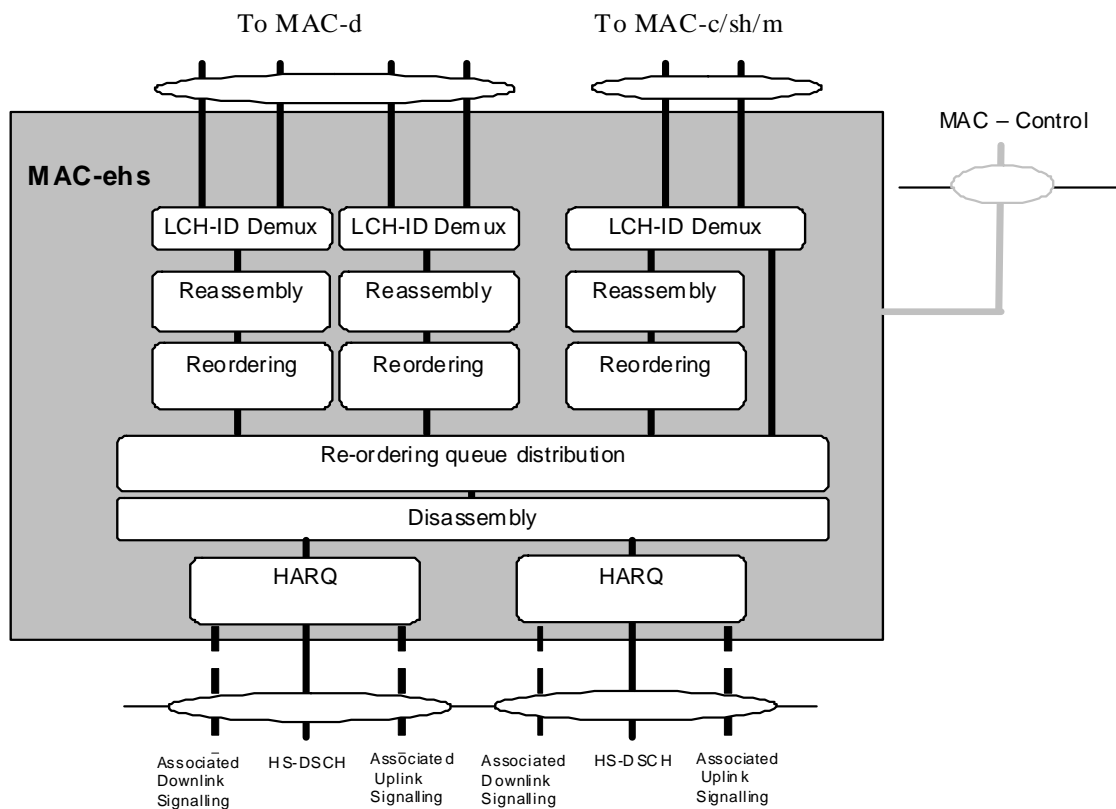 To MAC-d
To MAC-c/sh/m
MAC – Control
MAC-ehs
LCH-ID Demux
LCH-ID Demux
LCH-ID Demux
Reassembly
Reassembly
Reassembly
Reordering
Reordering
Reordering
Re-ordering queue distribution
Disassembly
HARQ
HARQ
Associated
Downlink
Signalling
HS-DSCH
Associated
Uplink
Signalling
Associated
Downlink
Signalling
HS-DSCH
Associated
Uplink
Signalling